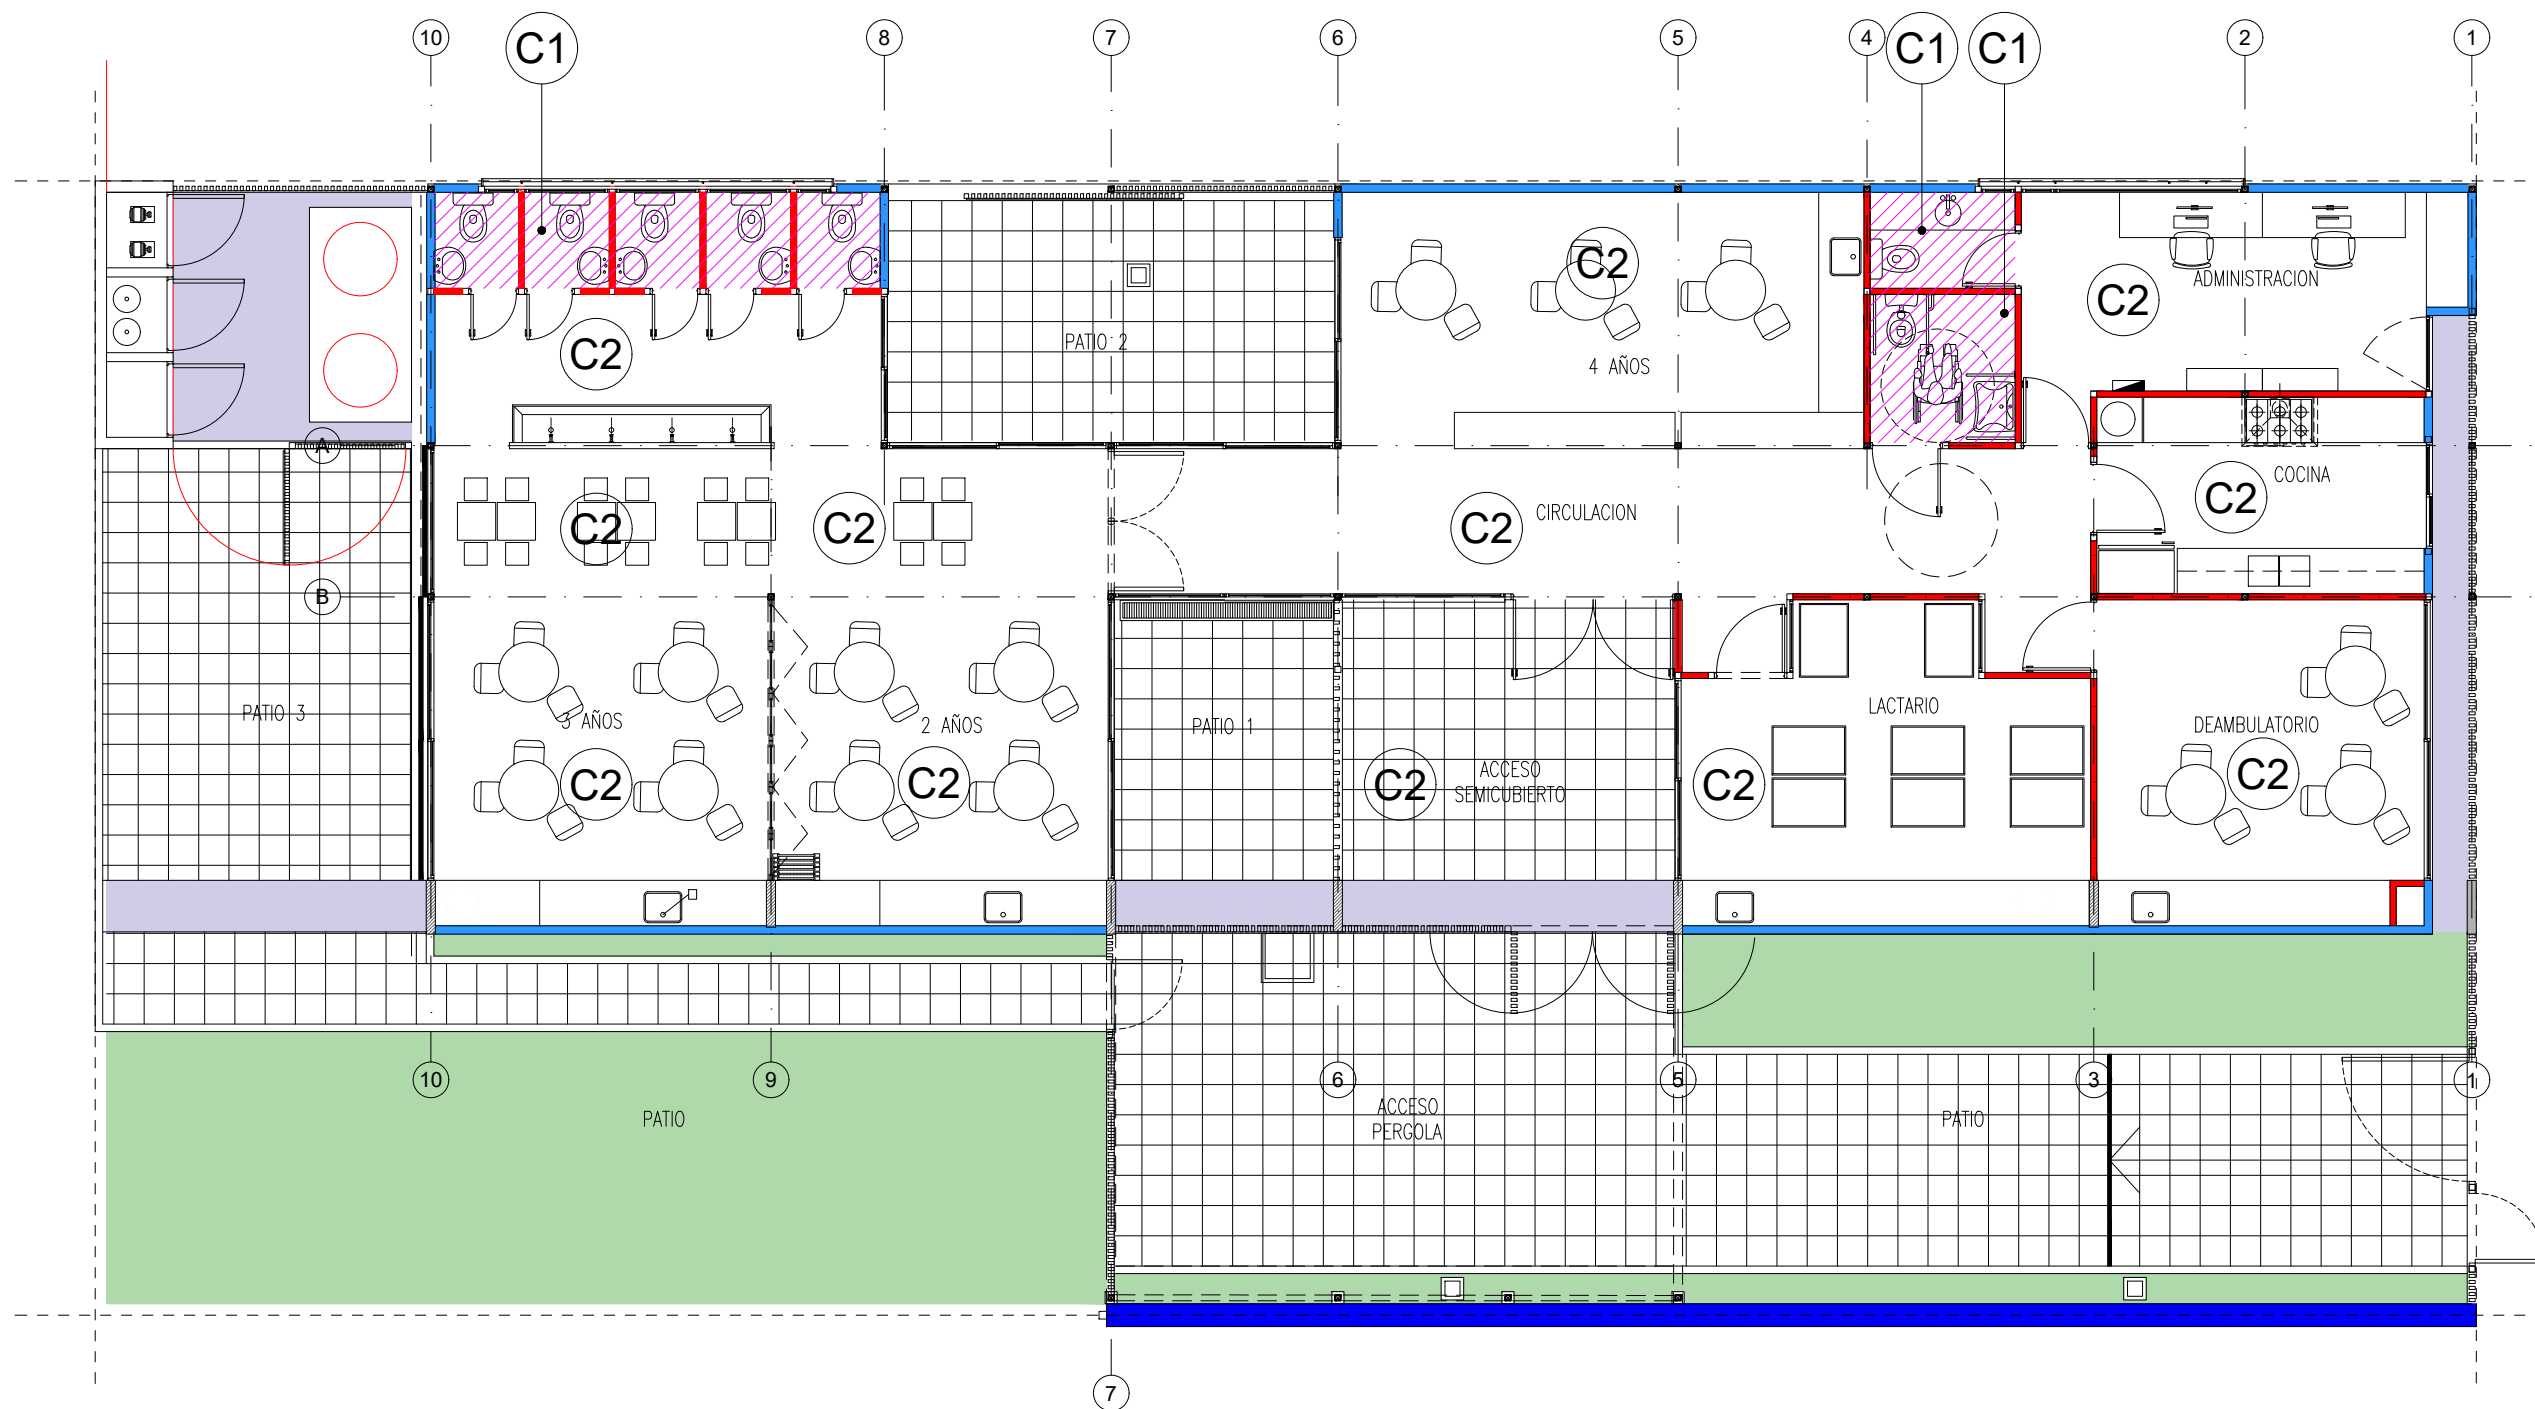 10
C1
8
7
6
5
4
C1
C1
2
1
C2
ADMINISTRACION
C2
PATIO 2
C2
4 AÑOS
C2
A
COCINA
C2
C2
C2
C2
CIRCULACION
B
PATIO 3
3 AÑOS
2 AÑOS
PATIO 1
LACTARIO
DEAMBULATORIO
C2
C2
C2
ACCESO
SEMICUBIERTO
C2
C2
10
9
6
5
3
1
PATIO
ACCESO
PERGOLA
PATIO
7